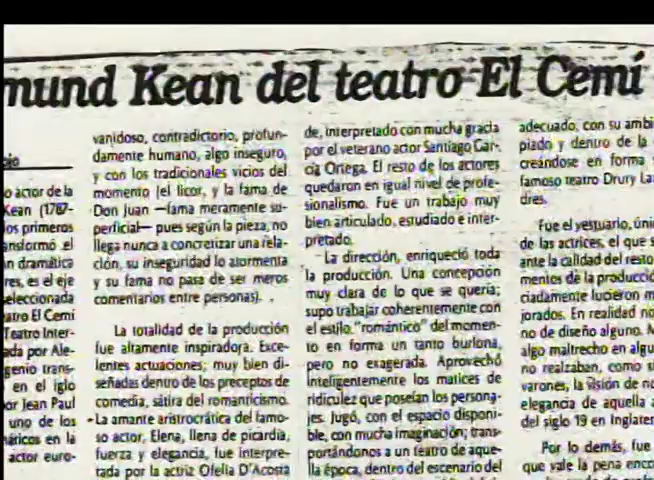 mund Kean del teatro El Cemí
o actor de la
Kean (1787-
os primeros
ansformó el
n dramática
res, es el eje
eleccionada
atro El Cemí
Teatro Inter-
ada por Ale-
genio trans-
en el iglo
or Jean Paul
uno de los
en la
actor euro-
vanidoso, contradictorio, profun-
damente humano, algo inseguro,
y con los tradicionales vicios del
momento (el licor, y la fama de
Don Juan —fama meramente su-
perficial— pues según la pieza, no
llega nunca a concretizar una rela-
ción, su inseguridad lo atormenta
y su fama no pasa de ser meros
comentarios entre personas).
La totalidad de la producción
fue altamente inspiradora. Exce-
lentes actuaciones; muy bien di-
señadas dentro de los preceptos de
comedia, sátira del romanticismo.
La amante aristrocrática del famo-
so actor, Elena, llena de picardía,
fuerza y elegancia, fue interpre-
tada por la actriz Ofelia D'Acosta
de, interpretado con mucha gracia
por el veterano actor Santiago Gar-
cía Ortega. El resto de los actores
quedaron en igual nivel de profe-
sionalismo. Fue un trabajo muy
bien articulado, estudiado e inter-
pretado.
La dirección, enriqueció toda
la producción. Una concepción
muy clara de lo que se quería;
supo trabajar coherentemente con
el estilo "romántico" del momen-
to en forma un tanto burlona,
pero no exagerada. Aprovechó
inteligentemente los matices de
ridiculez que poseían los persona-
jes. Jugó, con el espacio disponi-
ble, con mucha imaginación; trans-
portándonos a un teatro de aque-
lla época, dentro del escenario del
adecuado, con su ambi
piado y dentro de la
creándose en forma
famoso teatro Drury La
dres.
Fue el vestuario, úni
de las actrices, el que s
ante la calidad del resto
mentos de la producció
ciadamente lucieron m
jorados. En realidad no
no de diseño alguno. M
algo maltrecho en algu
no realzaban, como su
varones, la visión de no
elegancia de aquella a
del siglo 19 en Inglater
Por lo demás, fue
que vale la pena enco